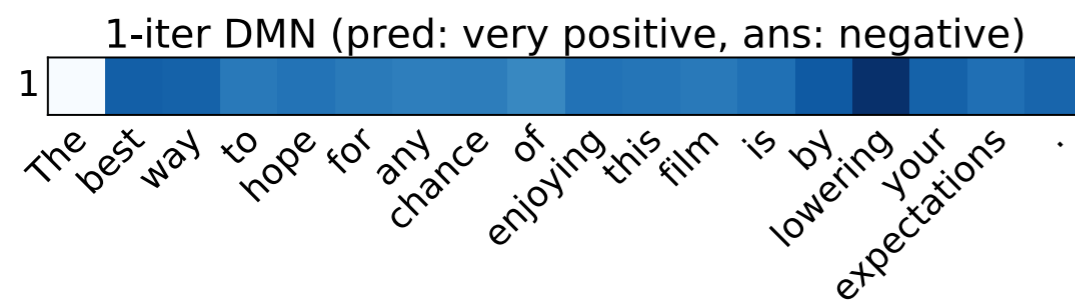 1-iter DMN (pred: very positive, ans: negative)
1
The best way to hope for any chance of enjoying this film is by lowering your expectations .